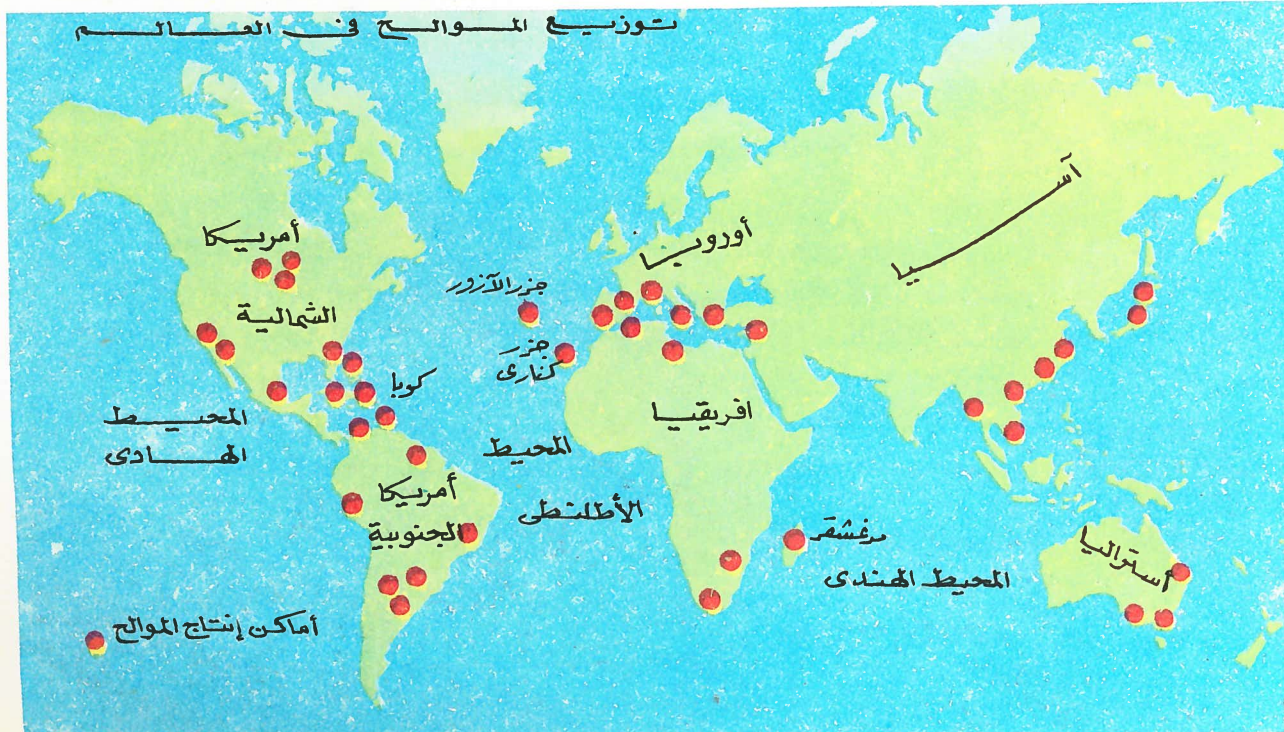 توزيع الموالح في العالم
آسيا
أوروبا
أمريكا
الشمالية
جزر الآزور
جزر
كنارى
كوبا
المحيط
الهادى
افريقيا
المحيط
الأطلنطى
أمريكا
الجنوبية
مدغشقر
المحيط الهندى
أستراليا
أماكن إنتاج الموالح